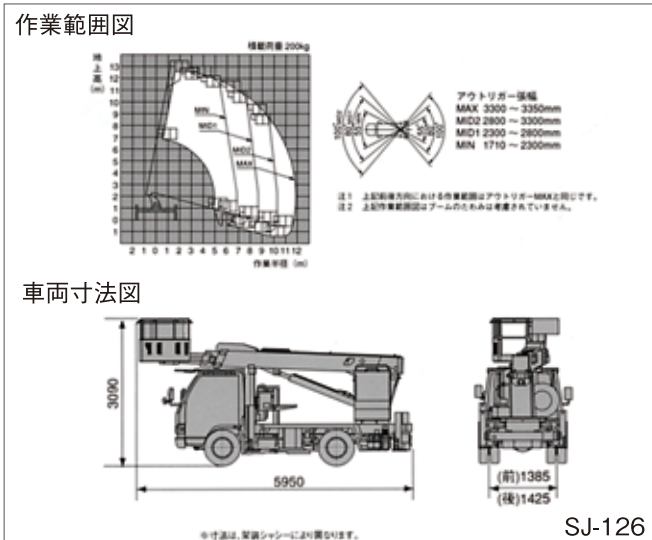 作業範囲図
積載荷重 200kg
地上高(m)
13
12
11
10
9
8
7
6
5
4
3
2
1
0
1
MIN
MID1
MID2
MAX
2 1 0 1 2 3 4 5 6 7 8 9 10 11 12
作業半径 (m)
アウトリガー張幅
MAX 3300 ～ 3350mm
MID2 2800 ～ 3300mm
MID1 2300 ～ 2800mm
MIN 1710 ～ 2300mm
注1 上記前後方向における作業範囲はアウトリガーMAXと同じです。
注2 上記作業範囲図はブームのたわみは考慮されていません。
車両寸法図
3090
5950
(前)1385
(後)1425
※寸法は、架装シャシーにより異なります。
SJ-126